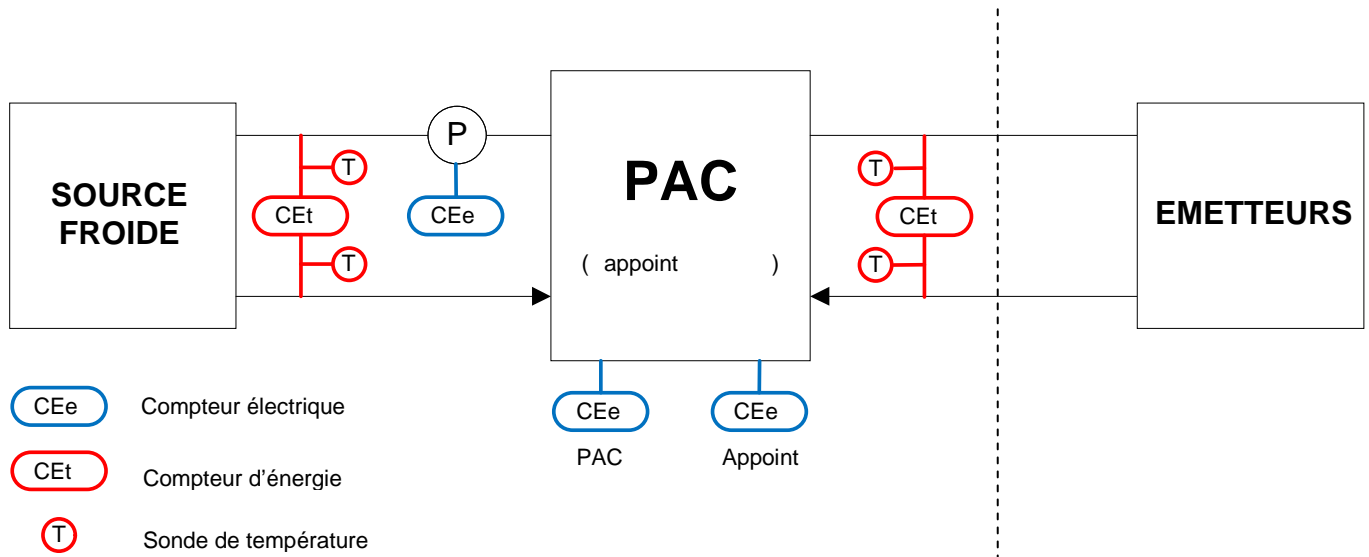 SOURCE
FROIDE
T
CEt
T
P
CEe
PAC
( appoint )
T
CEt
T
EMETTEURS
CEe
PAC
CEe
Appoint
CEe Compteur électrique
CEt Compteur d'énergie
T Sonde de température